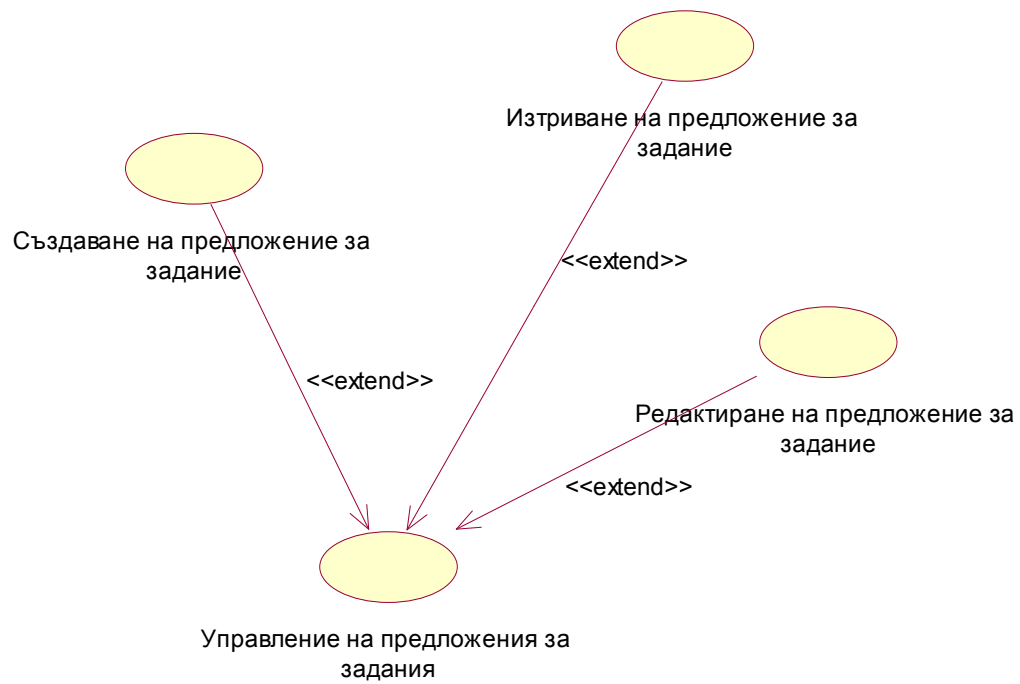 Изтриване на предложение за
задание
Създаване на предложение за
задание
<<extend>>
<<extend>>
Редактиране на предложение за
задание
<<extend>>
Управление на предложения за
задания